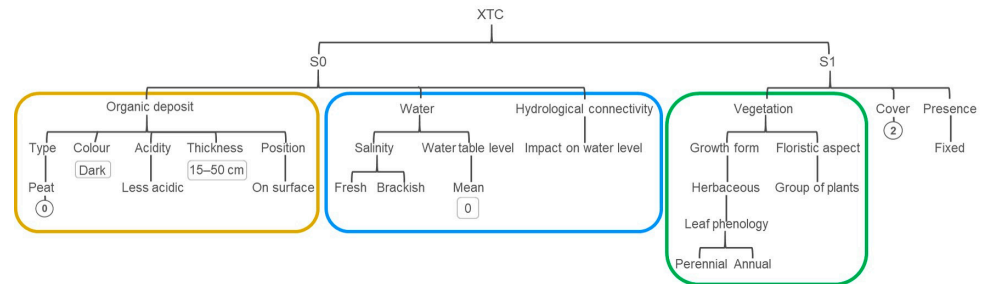 XTC
S0 S1
Organic deposit Water Hydrological connectivity Vegetation Cover Presence
2
Type Colour Acidity Thickness Position Salinity Water table level Impact on water level Growth form Floristic aspect Fixed
Dark 15–50 cm
Peat Less acidic On surface Fresh Brackish Mean Herbaceous Group of plants
0 0
Leaf phenology
Perennial Annual